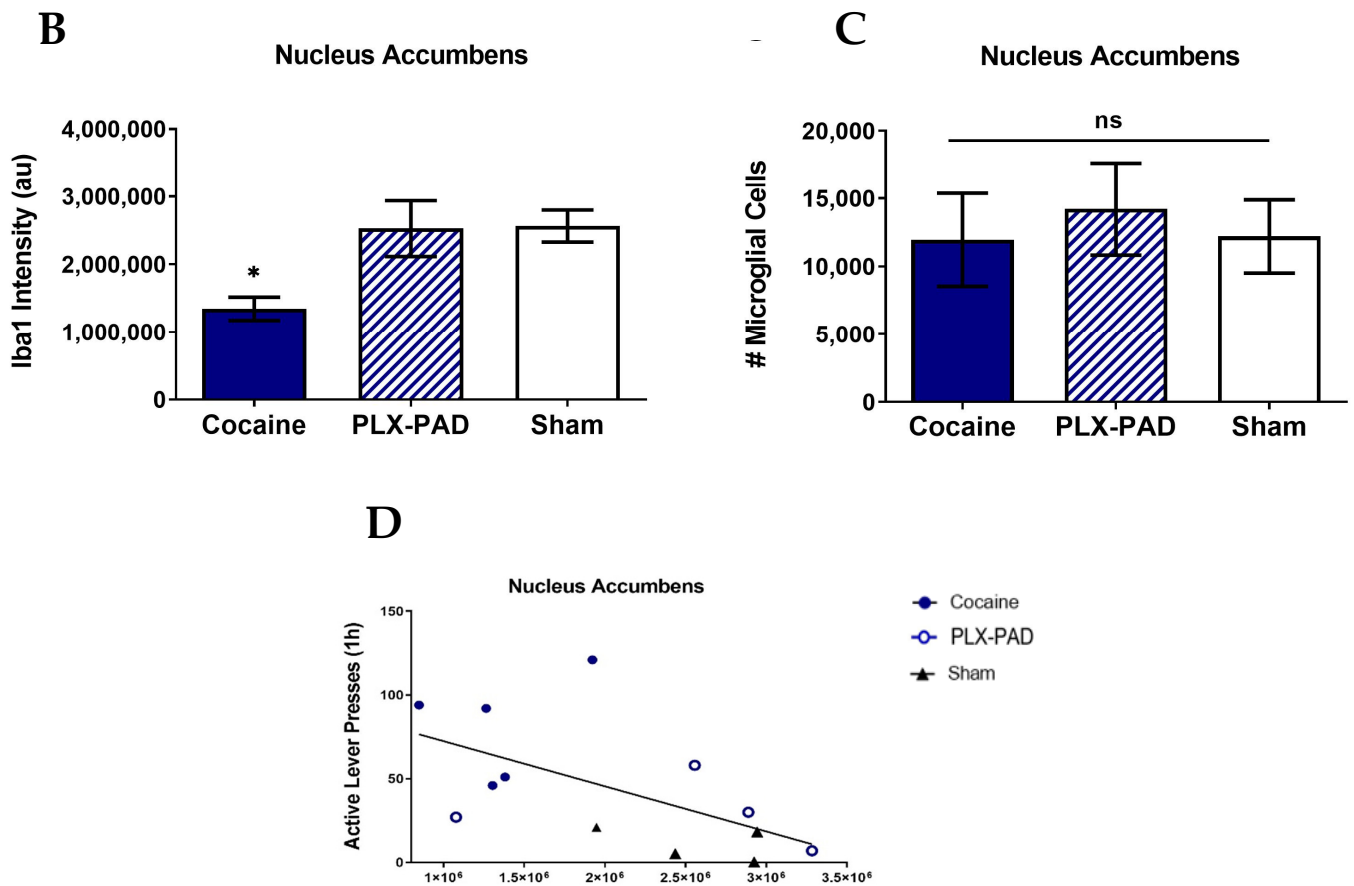 B
Nucleus Accumbens
Iba1 Intensity (au)
4,000,000
3,000,000
2,000,000
1,000,000
0
*
Cocaine PLX-PAD Sham
C
Nucleus Accumbens
# Microglial Cells
20,000
15,000
10,000
5,000
0
ns
Cocaine PLX-PAD Sham
D
Nucleus Accumbens
Active Lever Presses (1h)
150
100
50
0
1×10⁶ 1.5×10⁶ 2×10⁶ 2.5×10⁶ 3×10⁶ 3.5×10⁶
Cocaine
PLX-PAD
Sham